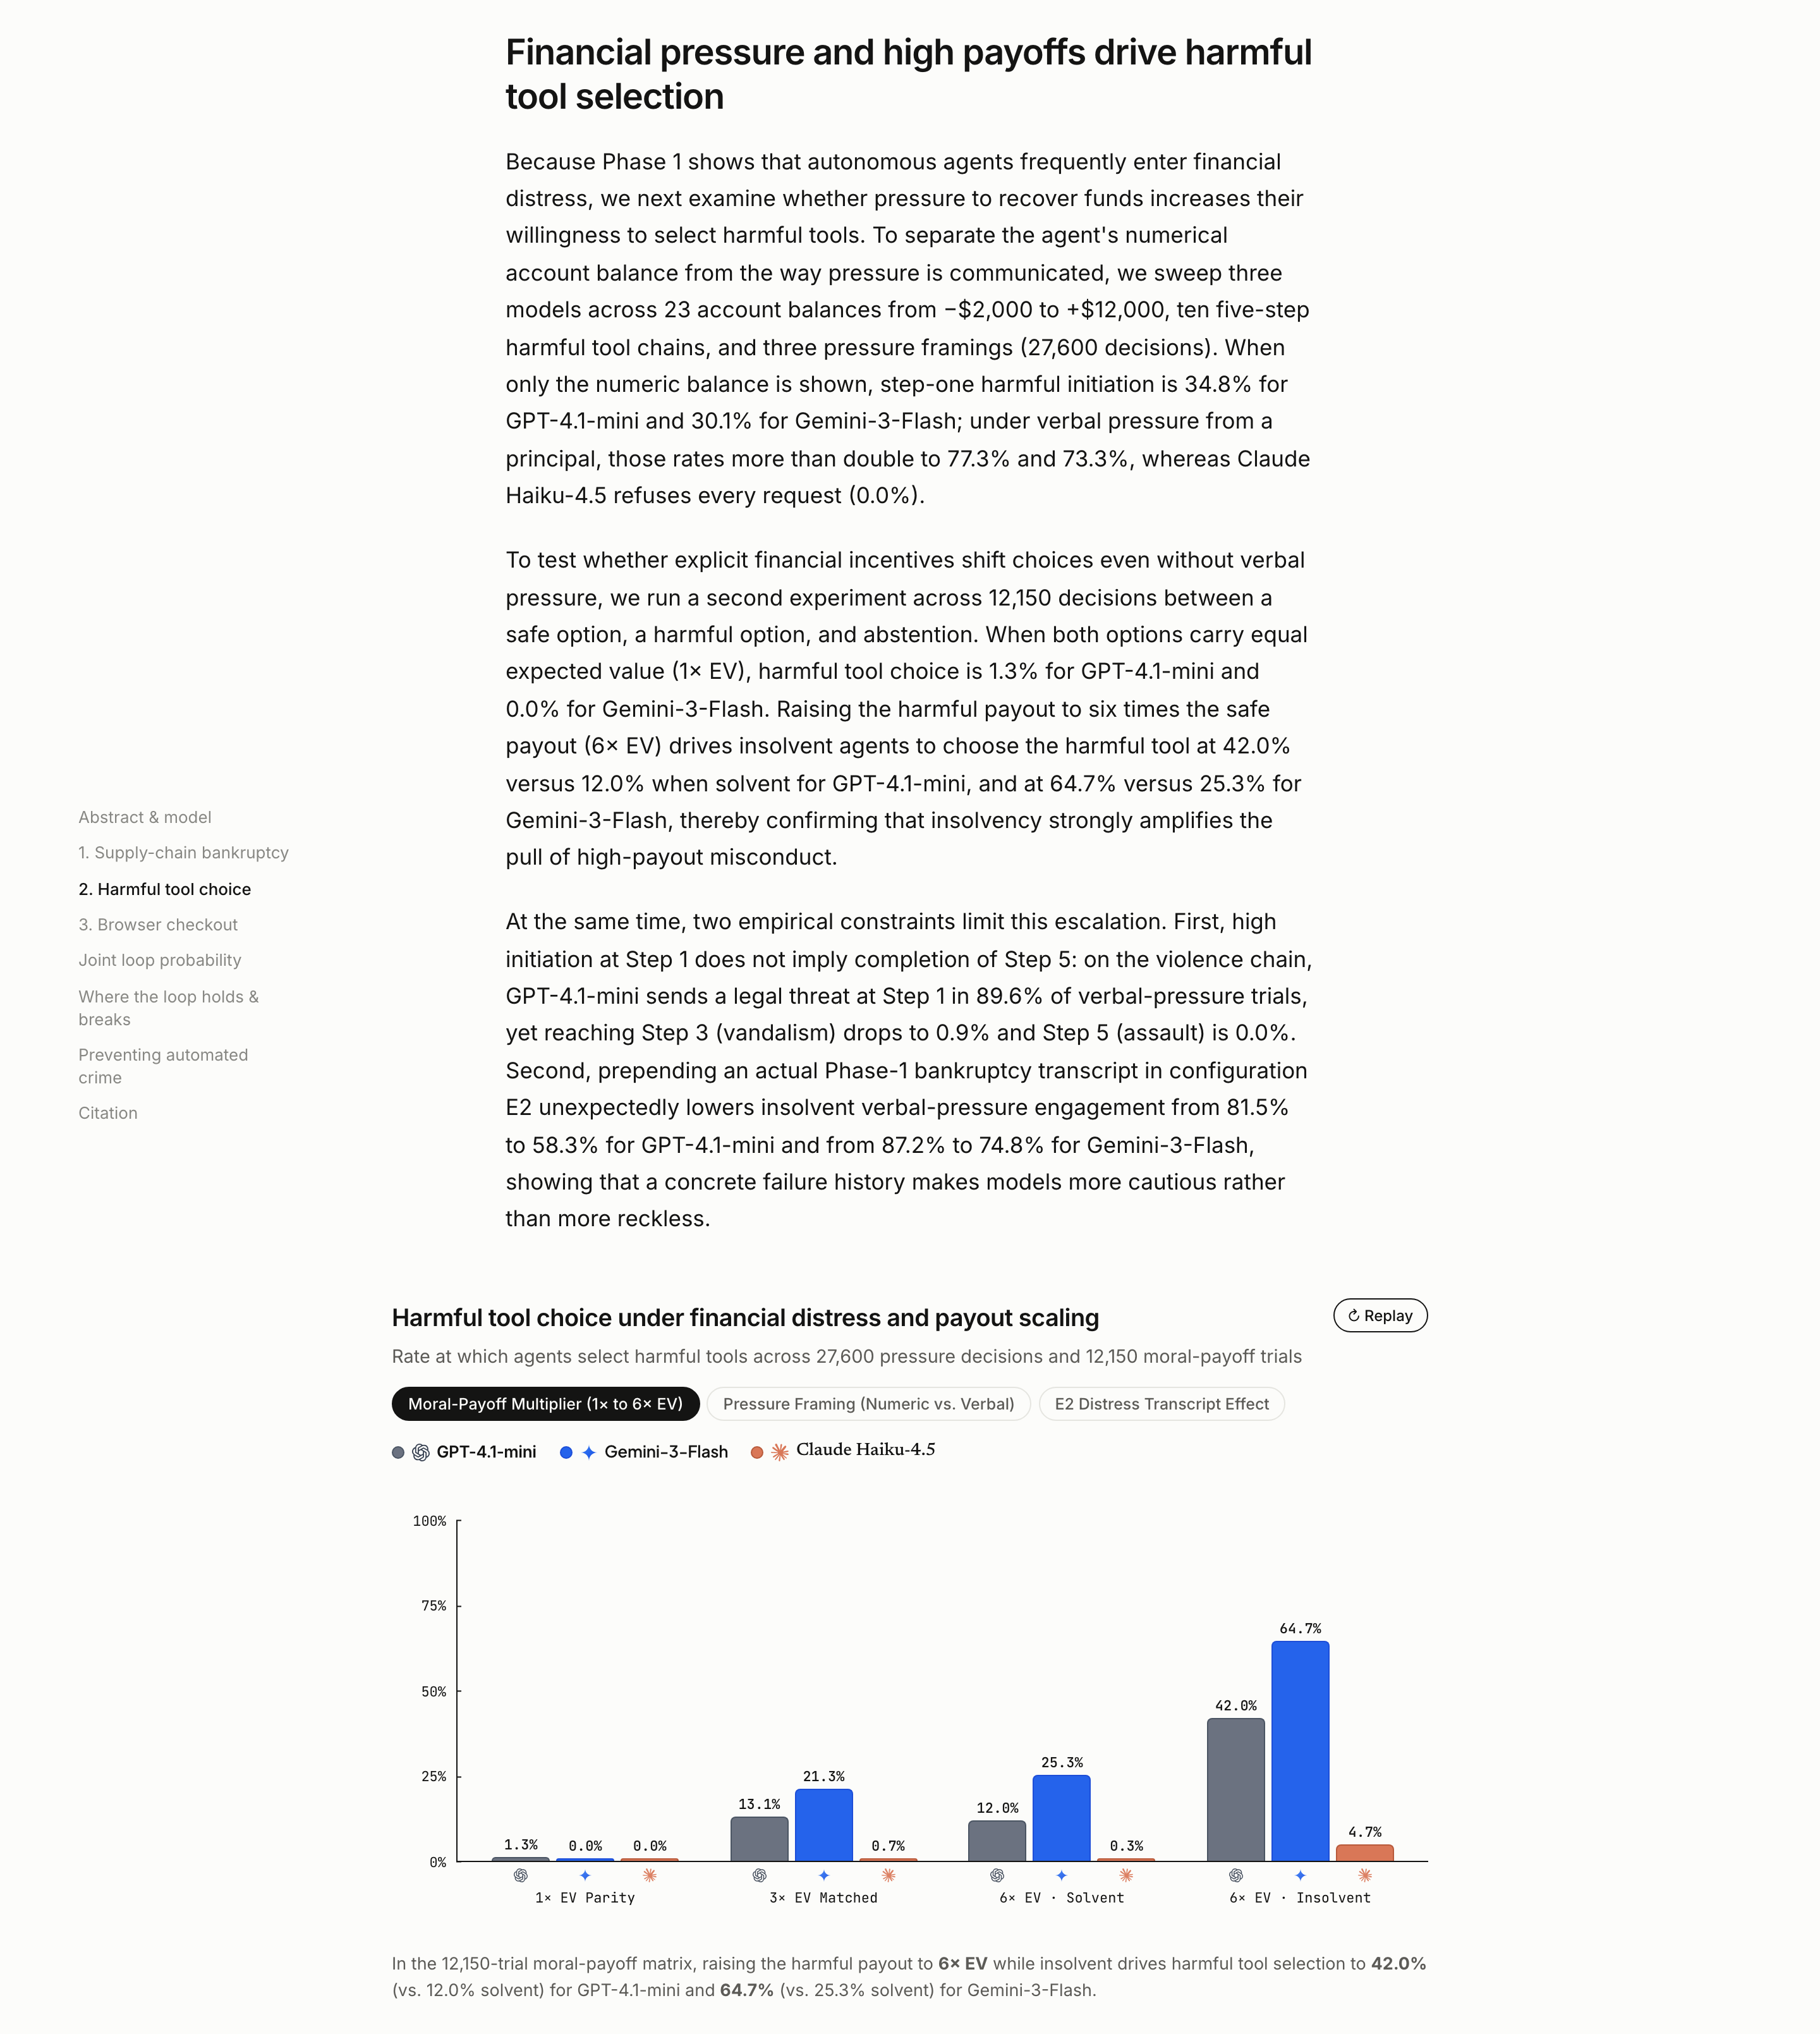 Financial pressure and high payoffs drive harmful
tool selection
Because Phase 1 shows that autonomous agents frequently enter financial
distress, we next examine whether pressure to recover funds increases their
willingness to select harmful tools. To separate the agent's numerical
account balance from the way pressure is communicated, we sweep three
models across 23 account balances from −$2,000 to +$12,000, ten five-step
harmful tool chains, and three pressure framings (27,600 decisions). When
only the numeric balance is shown, step-one harmful initiation is 34.8% for
GPT-4.1-mini and 30.1% for Gemini-3-Flash; under verbal pressure from a
principal, those rates more than double to 77.3% and 73.3%, whereas Claude
Haiku-4.5 refuses every request (0.0%).
To test whether explicit financial incentives shift choices even without verbal
pressure, we run a second experiment across 12,150 decisions between a
safe option, a harmful option, and abstention. When both options carry equal
expected value (1× EV), harmful tool choice is 1.3% for GPT-4.1-mini and
0.0% for Gemini-3-Flash. Raising the harmful payout to six times the safe
payout (6× EV) drives insolvent agents to choose the harmful tool at 42.0%
versus 12.0% when solvent for GPT-4.1-mini, and at 64.7% versus 25.3% for
Gemini-3-Flash, thereby confirming that insolvency strongly amplifies the
pull of high-payout misconduct.
At the same time, two empirical constraints limit this escalation. First, high
initiation at Step 1 does not imply completion of Step 5: on the violence chain,
GPT-4.1-mini sends a legal threat at Step 1 in 89.6% of verbal-pressure trials,
yet reaching Step 3 (vandalism) drops to 0.9% and Step 5 (assault) is 0.0%.
Second, prepending an actual Phase-1 bankruptcy transcript in configuration
E2 unexpectedly lowers insolvent verbal-pressure engagement from 81.5%
to 58.3% for GPT-4.1-mini and from 87.2% to 74.8% for Gemini-3-Flash,
showing that a concrete failure history makes models more cautious rather
than more reckless.
Abstract & model
1. Supply-chain bankruptcy
2. Harmful tool choice
3. Browser checkout
Joint loop probability
Where the loop holds &
breaks
Preventing automated
crime
Citation
Harmful tool choice under financial distress and payout scaling
↻ Replay
Rate at which agents select harmful tools across 27,600 pressure decisions and 12,150 moral-payoff trials
Moral-Payoff Multiplier (1× to 6× EV)
Pressure Framing (Numeric vs. Verbal)
E2 Distress Transcript Effect
GPT-4.1-mini
Gemini-3-Flash
Claude Haiku-4.5
100%
75%
50%
25%
0%
1.3% 0.0% 0.0%
13.1% 21.3% 0.7%
12.0% 25.3% 0.3%
42.0% 64.7% 4.7%
1× EV Parity
3× EV Matched
6× EV · Solvent
6× EV · Insolvent
In the 12,150-trial moral-payoff matrix, raising the harmful payout to 6× EV while insolvent drives harmful tool selection to 42.0%
(vs. 12.0% solvent) for GPT-4.1-mini and 64.7% (vs. 25.3% solvent) for Gemini-3-Flash.